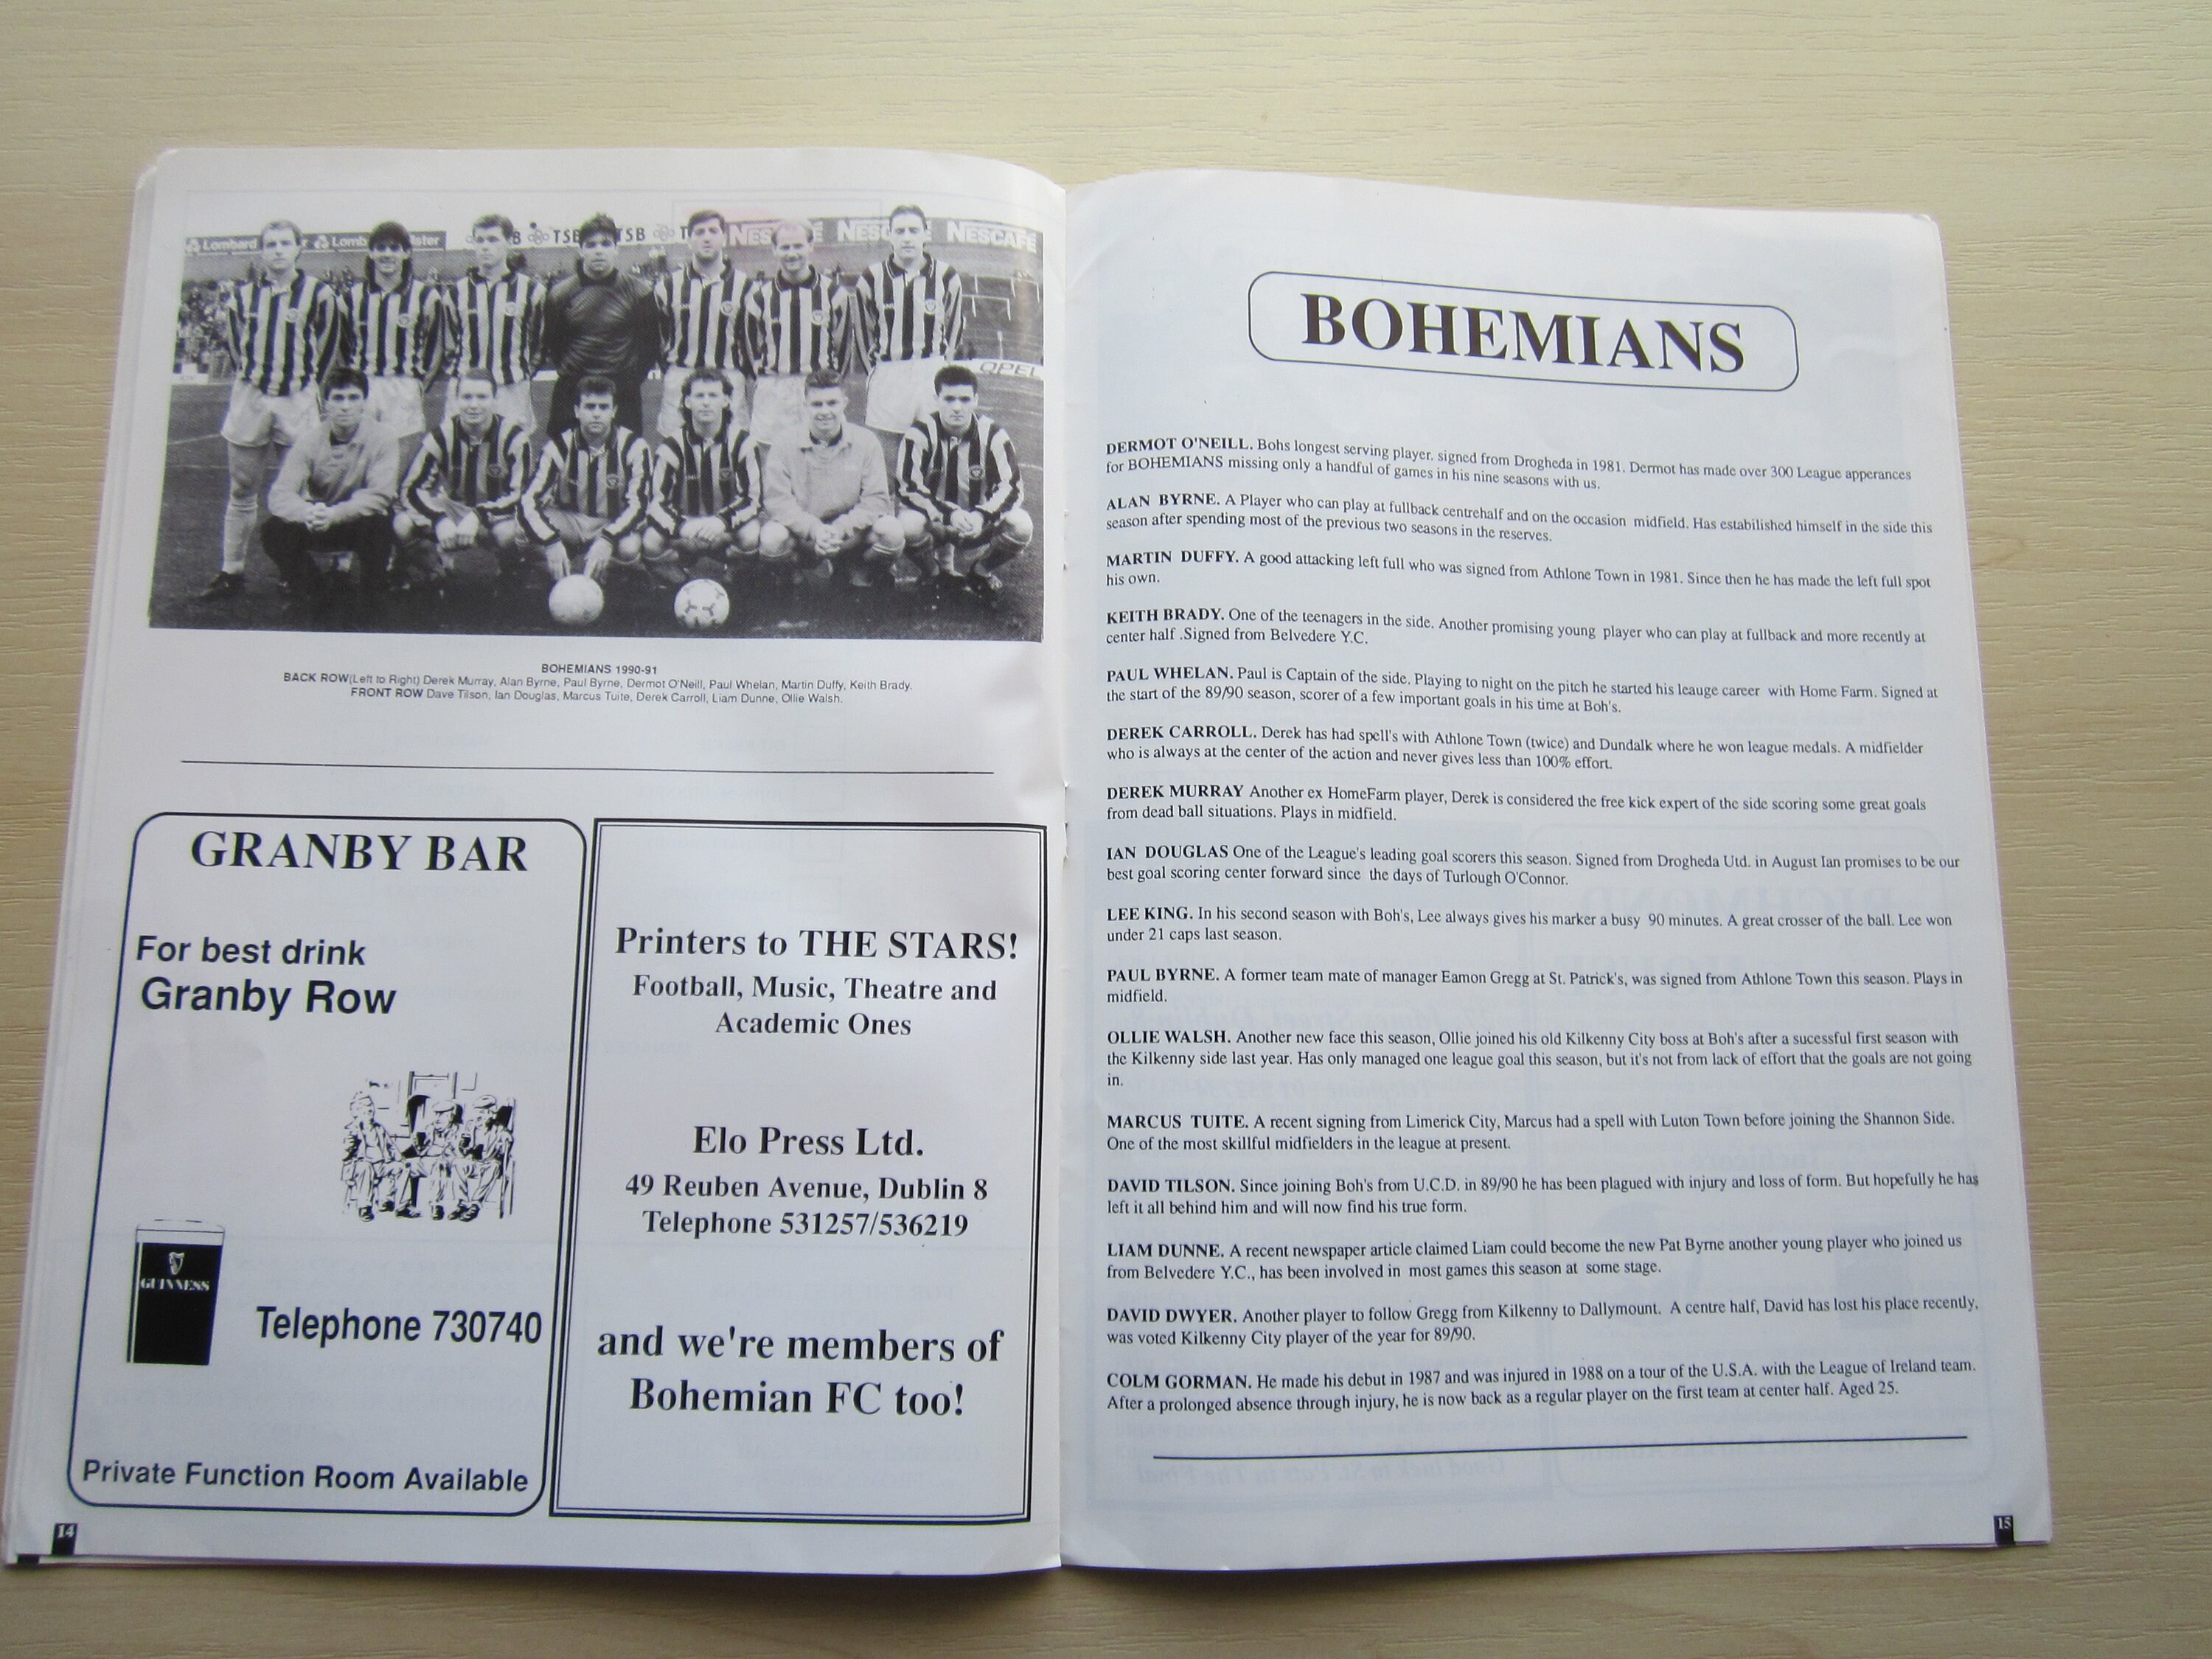 Lombard
Lomb
ster
B
TSB
TSB
T
NES
É
NES
É
NESCAFÉ
OPEL
BOHEMIANS 1990-91
BACK ROW(Left to Right) Derek Murray, Alan Byrne, Paul Byrne, Dermot O'Neill, Paul Whelan, Martin Duffy, Keith Brady.
FRONT ROW Dave Tilson, Ian Douglas, Marcus Tuite, Derek Carroll, Liam Dunne, Ollie Walsh.
GRANBY BAR
For best drink
Granby Row
GUINNESS
Telephone 730740
Private Function Room Available
Printers to THE STARS!
Football, Music, Theatre and
Academic Ones
Elo Press Ltd.
49 Reuben Avenue, Dublin 8
Telephone 531257/536219
and we're members of
Bohemian FC too!
14
BOHEMIANS
DERMOT O'NEILL. Bohs longest serving player. signed from Drogheda in 1981. Dermot has made over 300 League apperances
for BOHEMIANS missing only a handful of games in his nine seasons with us.
ALAN BYRNE. A Player who can play at fullback centrehalf and on the occasion midfield. Has estabilished himself in the side this
season after spending most of the previous two seasons in the reserves.
MARTIN DUFFY. A good attacking left full who was signed from Athlone Town in 1981. Since then he has made the left full spot
his own.
KEITH BRADY. One of the teenagers in the side. Another promising young player who can play at fullback and more recently at
center half .Signed from Belvedere Y.C.
PAUL WHELAN. Paul is Captain of the side. Playing to night on the pitch he started his leauge career with Home Farm. Signed at
the start of the 89/90 season, scorer of a few important goals in his time at Boh's.
DEREK CARROLL. Derek has had spell's with Athlone Town (twice) and Dundalk where he won league medals. A midfielder
who is always at the center of the action and never gives less than 100% effort.
DEREK MURRAY Another ex HomeFarm player, Derek is considered the free kick expert of the side scoring some great goals
from dead ball situations. Plays in midfield.
IAN DOUGLAS One of the League's leading goal scorers this season. Signed from Drogheda Utd. in August Ian promises to be our
best goal scoring center forward since the days of Turlough O'Connor.
LEE KING. In his second season with Boh's, Lee always gives his marker a busy 90 minutes. A great crosser of the ball. Lee won
under 21 caps last season.
PAUL BYRNE. A former team mate of manager Eamon Gregg at St. Patrick's, was signed from Athlone Town this season. Plays in
midfield.
OLLIE WALSH. Another new face this season, Ollie joined his old Kilkenny City boss at Boh's after a sucessful first season with
the Kilkenny side last year. Has only managed one league goal this season, but it's not from lack of effort that the goals are not going
in.
MARCUS TUITE. A recent signing from Limerick City, Marcus had a spell with Luton Town before joining the Shannon Side.
One of the most skillful midfielders in the league at present.
DAVID TILSON. Since joining Boh's from U.C.D. in 89/90 he has been plagued with injury and loss of form. But hopefully he has
left it all behind him and will now find his true form.
LIAM DUNNE. A recent newspaper article claimed Liam could become the new Pat Byrne another young player who joined us
from Belvedere Y.C., has been involved in most games this season at some stage.
DAVID DWYER. Another player to follow Gregg from Kilkenny to Dallymount. A centre half, David has lost his place recently,
was voted Kilkenny City player of the year for 89/90.
COLM GORMAN. He made his debut in 1987 and was injured in 1988 on a tour of the U.S.A. with the League of Ireland team.
After a prolonged absence through injury, he is now back as a regular player on the first team at center half. Aged 25.
15